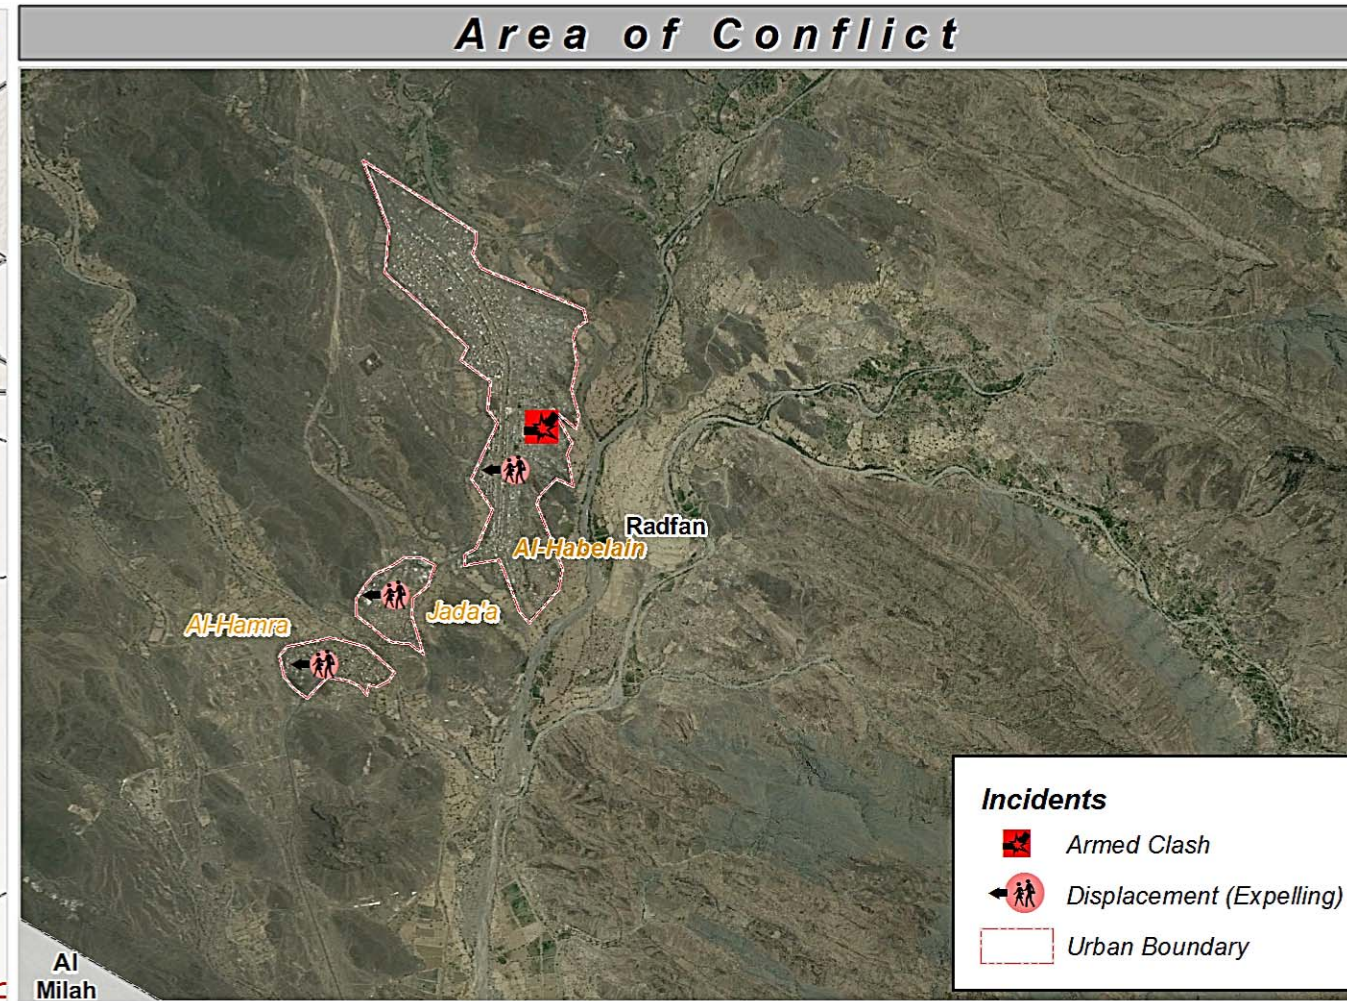 Area of Conflict
Radfan
Al-Habelain
Jada'a
Al-Hamra
Incidents
Armed Clash
Displacement (Expelling)
Urban Boundary
Al
Milah